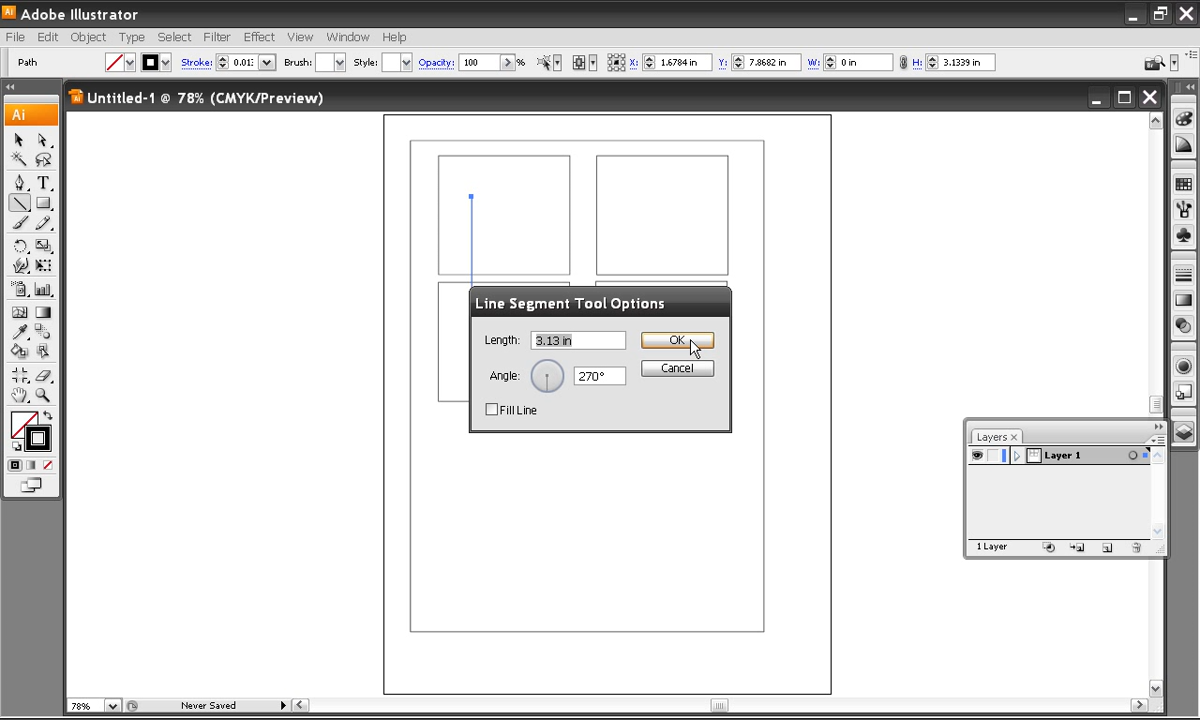 Ai Adobe Illustrator
File Edit Object Type Select Filter Effect View Window Help
Path Stroke: 0.013 Brush: Style: Opacity: 100 % X: 1.6784 in Y: 7.8682 in W: 0 in H: 3.1339 in
Untitled-1 @ 78% (CMYK/Preview)
Ai
T
Line Segment Tool Options
Length: 3.13 in OK
Cancel
Angle: 270°
Fill Line
Layers ×
Layer 1
1 Layer
78% Never Saved